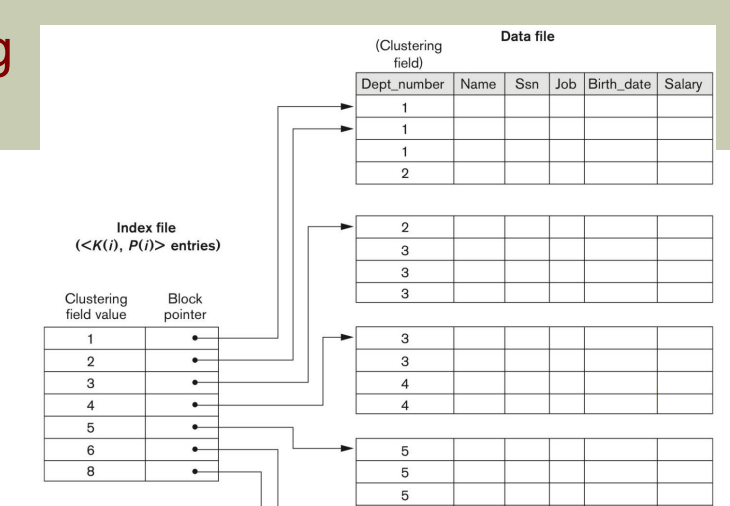 g
Data file
(Clustering
field)
Dept_number Name Ssn Job Birth_date Salary
1
1
1
2
2
3
3
3
3
3
4
4
5
5
5
Index file
(<K(i), P(i)> entries)
Clustering
field value
Block
pointer
1
2
3
4
5
6
8